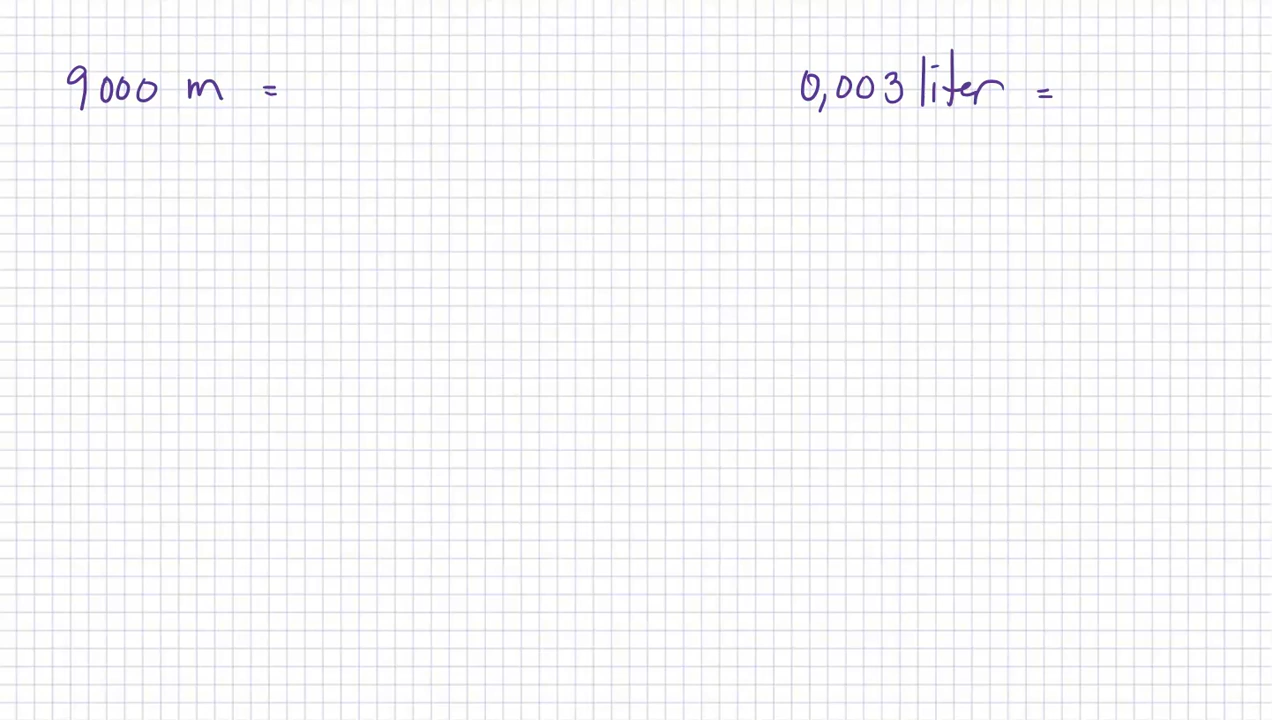 9000 m =
0,003 liter =